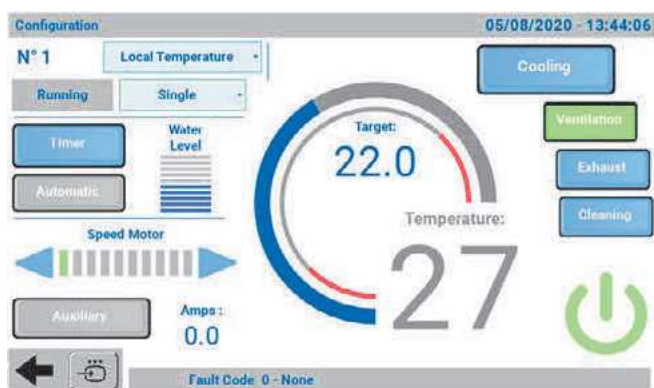 Configuration 05/08/2020 - 13:44:06
N° 1 Local Temperature
Cooling
Running Single
Ventilation
Timer Water Level
Target:
22.0
Exhaust
Automatic
Cleaning
Temperature:
27
Speed Motor
Auxiliary Amps :
0.0
Fault Code 0 - None